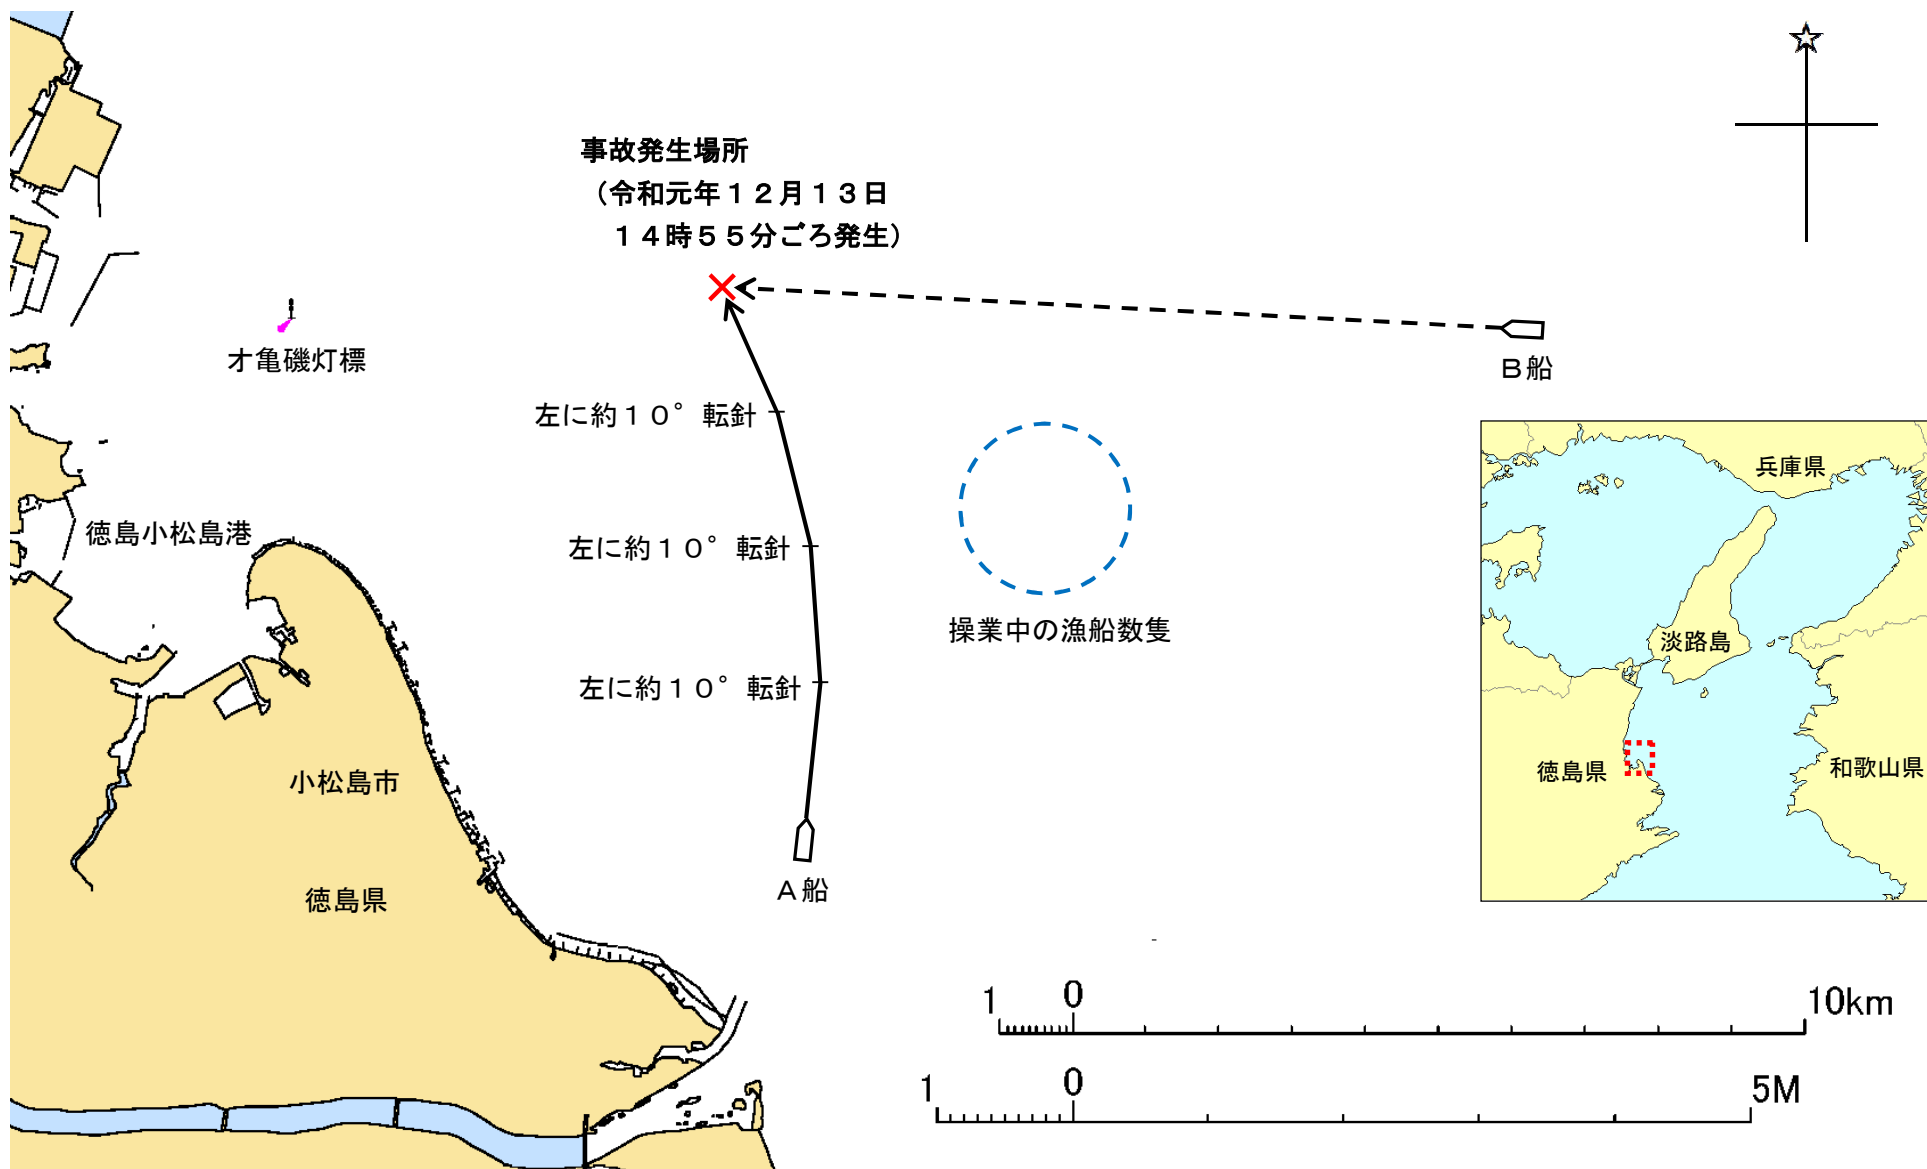 事故発生場所
（令和元年１２月１３日
１４時５５分ごろ発生）
才亀磯灯標
Ｂ船
左に約１０°転針
兵庫県
徳島小松島港
左に約１０°転針
操業中の漁船数隻
淡路島
左に約１０°転針
小松島市
徳島県
和歌山県
Ａ船
徳島県
1 0 10km
1 0 5M